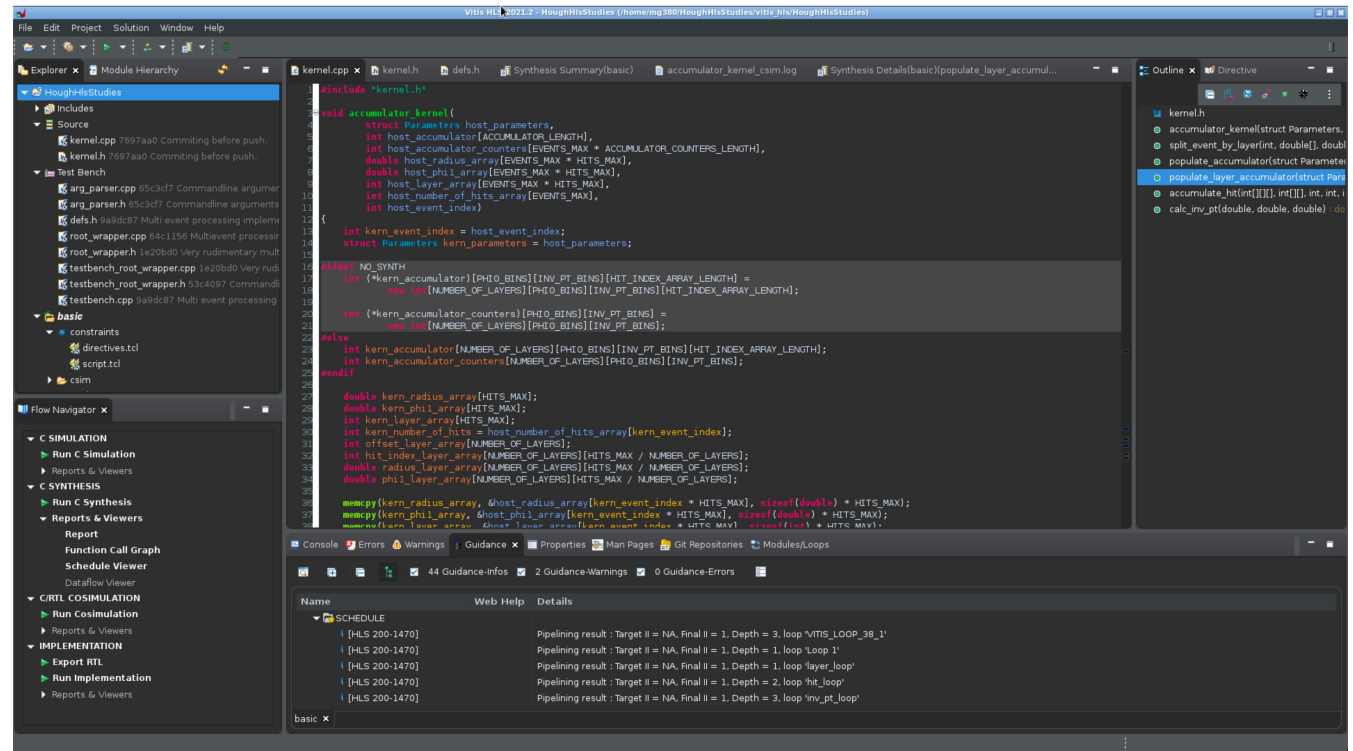 Vitis HLS 2021.2 - HoughHlsStudies (/home/mg380/HoughHlsStudies/vitis_hls/HoughHlsStudies)
File Edit Project Solution Window Help
Explorer Module Hierarchy
HoughHlsStudies
Includes
Source
kernel.cpp 7697aa0 Commiting before push.
kernel.h 7697aa0 Commiting before push.
Test Bench
arg_parser.cpp 65c3cf7 Commandline argumer
arg_parser.h 65c3cf7 Commandline arguments
defs.h 9a9dc87 Multi event processing impleme
root_wrapper.cpp 64c1156 Multievent processir
root_wrapper.h 1e20bd0 Very rudimentary mult
testbench_root_wrapper.cpp 1e20bd0 Very rudi
testbench_root_wrapper.h 53c4097 Commandli
testbench.cpp 9a9dc87 Multi event processing
basic
constraints
directives.tcl
script.tcl
csim
Flow Navigator
C SIMULATION
Run C Simulation
Reports & Viewers
C SYNTHESIS
Run C Synthesis
Reports & Viewers
Report
Function Call Graph
Schedule Viewer
Dataflow Viewer
C/RTL COSIMULATION
Run Cosimulation
Reports & Viewers
IMPLEMENTATION
Export RTL
Run Implementation
Reports & Viewers
kernel.cpp kernel.h defs.h Synthesis Summary(basic) accumulator_kernel_csim.log Synthesis Details(basic)(populate_layer_accumul...
1 #include "kernel.h"
2
3 void accumulator_kernel(
4 struct Parameters host_parameters,
5 int host_accumulator[ACCUMULATOR_LENGTH],
6 int host_accumulator_counters[EVENTS_MAX * ACCUMULATOR_COUNTERS_LENGTH],
7 double host_radius_array[EVENTS_MAX * HITS_MAX],
8 double host_phi1_array[EVENTS_MAX * HITS_MAX],
9 int host_layer_array[EVENTS_MAX * HITS_MAX],
10 int host_number_of_hits_array[EVENTS_MAX],
11 int host_event_index)
12 {
13 int kern_event_index = host_event_index;
14 struct Parameters kern_parameters = host_parameters;
15
16 #ifdef NO_SYNTH
17 int (*kern_accumulator)[PHI0_BINS][INV_PT_BINS][HIT_INDEX_ARRAY_LENGTH] =
18 new int[NUMBER_OF_LAYERS][PHI0_BINS][INV_PT_BINS][HIT_INDEX_ARRAY_LENGTH];
19
20 int (*kern_accumulator_counters)[PHI0_BINS][INV_PT_BINS] =
21 new int[NUMBER_OF_LAYERS][PHI0_BINS][INV_PT_BINS];
22 #else
23 int kern_accumulator[NUMBER_OF_LAYERS][PHI0_BINS][INV_PT_BINS][HIT_INDEX_ARRAY_LENGTH];
24 int kern_accumulator_counters[NUMBER_OF_LAYERS][PHI0_BINS][INV_PT_BINS];
25 #endif
26
27 double kern_radius_array[HITS_MAX];
28 double kern_phi1_array[HITS_MAX];
29 int kern_layer_array[HITS_MAX];
30 int kern_number_of_hits = host_number_of_hits_array[kern_event_index];
31 int offset_layer_array[NUMBER_OF_LAYERS];
32 int hit_index_layer_array[NUMBER_OF_LAYERS][HITS_MAX / NUMBER_OF_LAYERS];
33 double radius_layer_array[NUMBER_OF_LAYERS][HITS_MAX / NUMBER_OF_LAYERS];
34 double phi1_layer_array[NUMBER_OF_LAYERS][HITS_MAX / NUMBER_OF_LAYERS];
35
36 memcpy(kern_radius_array, &host_radius_array[kern_event_index * HITS_MAX], sizeof(double) * HITS_MAX);
37 memcpy(kern_phi1_array, &host_phi1_array[kern_event_index * HITS_MAX], sizeof(double) * HITS_MAX);
38 memcpy(kern_layer_array, &host_layer_array[kern_event_index * HITS_MAX], sizeof(int) * HITS_MAX);
Outline Directive
kernel.h
accumulator_kernel(struct Parameters,
split_event_by_layer(int, double[], doubl
populate_accumulator(struct Parameter
populate_layer_accumulator(struct Para
accumulate_hit(int[][][], int[][], int, int, i
calc_inv_pt(double, double, double) : do
Console Errors Warnings Guidance Properties Man Pages Git Repositories Modules/Loops
44 Guidance-Infos 2 Guidance-Warnings 0 Guidance-Errors
Name Web Help Details
SCHEDULE
[HLS 200-1470] Pipelining result : Target II = NA, Final II = 1, Depth = 3, loop 'VITIS_LOOP_38_1'
[HLS 200-1470] Pipelining result : Target II = NA, Final II = 1, Depth = 1, loop 'Loop 1'
[HLS 200-1470] Pipelining result : Target II = NA, Final II = 1, Depth = 1, loop 'layer_loop'
[HLS 200-1470] Pipelining result : Target II = NA, Final II = 1, Depth = 2, loop 'hit_loop'
[HLS 200-1470] Pipelining result : Target II = NA, Final II = 1, Depth = 3, loop 'inv_pt_loop'
basic